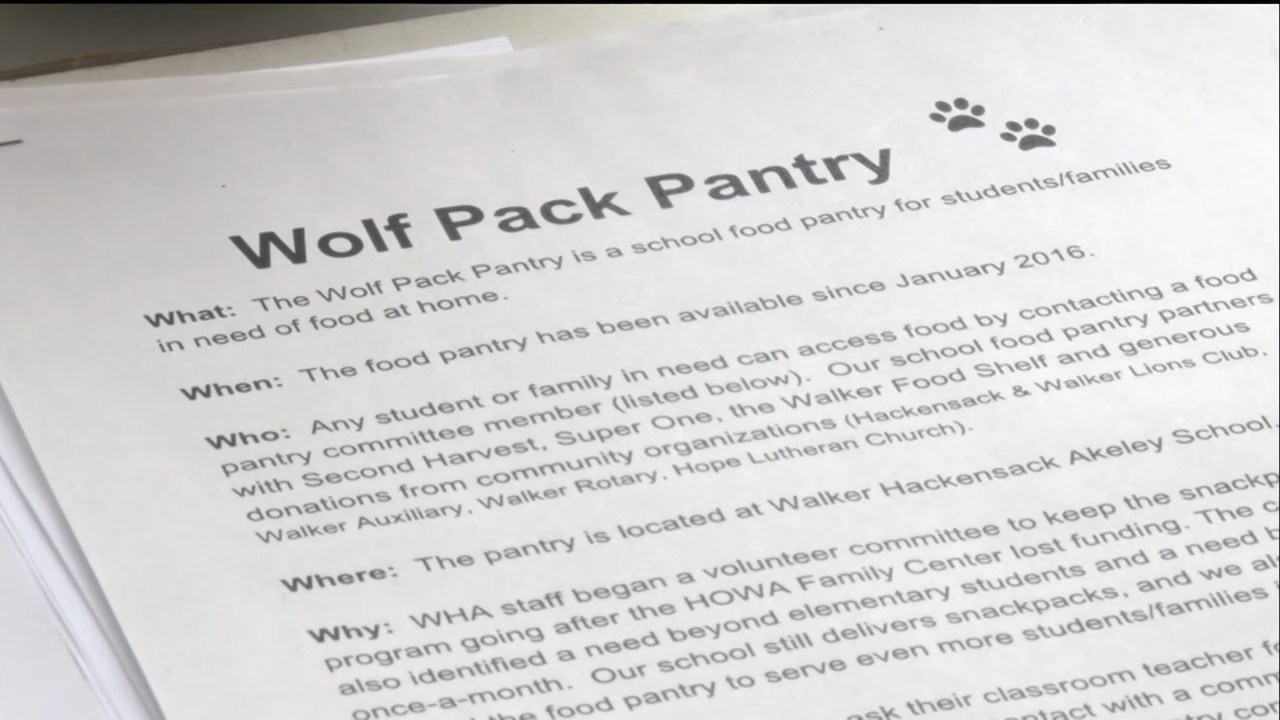 Wolf Pack Pantry
What: The Wolf Pack Pantry is a school food pantry for students/families
in need of food at home.
When: The food pantry has been available since January 2016.
Who: Any student or family in need can access food by contacting a food
pantry committee member (listed below). Our school food pantry partners
with Second Harvest, Super One, the Walker Food Shelf and generous
donations from community organizations (Hackensack & Walker Lions Club,
Walker Auxiliary, Walker Rotary, Hope Lutheran Church).
Where: The pantry is located at Walker Hackensack Akeley School,
Why: WHA staff began a volunteer committee to keep the
program going after the HOWA Family Center lost funding. The
also identified a need beyond elementary students and a need
once-a-month. Our school still delivers snackpacks, and we
the food pantry to serve even more students/families
ask their classroom teacher
with a